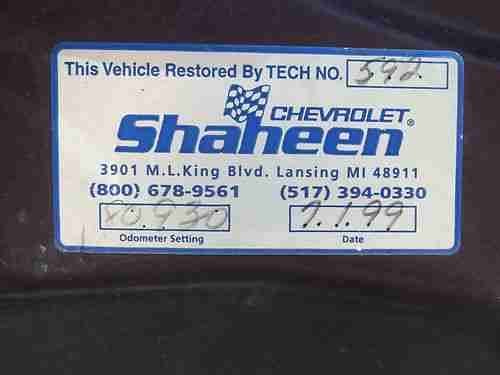 This Vehicle Restored By TECH NO. 592
CHEVROLET
Shaheen®
3901 M.L.King Blvd. Lansing MI 48911
(800) 678-9561 (517) 394-0330
80,930 7.1.99
Odometer Setting Date